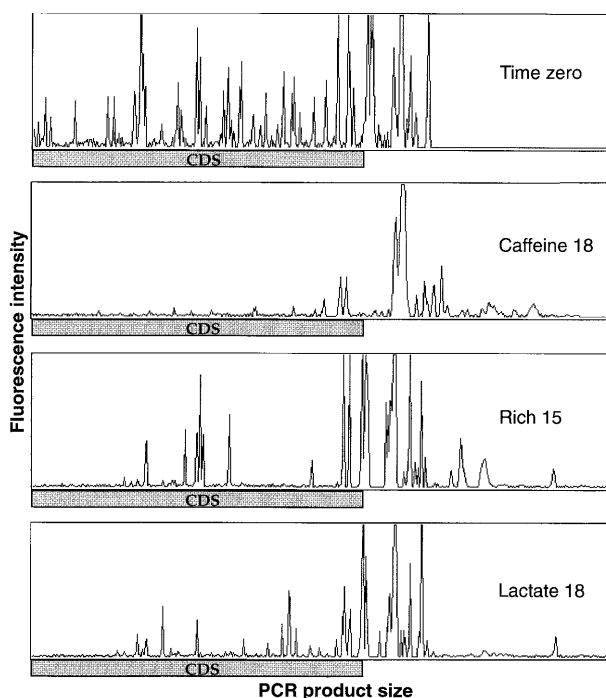 Time zero
CDS
Caffeine 18
CDS
Fluorescence intensity
Rich 15
CDS
Lactate 18
CDS
PCR product size